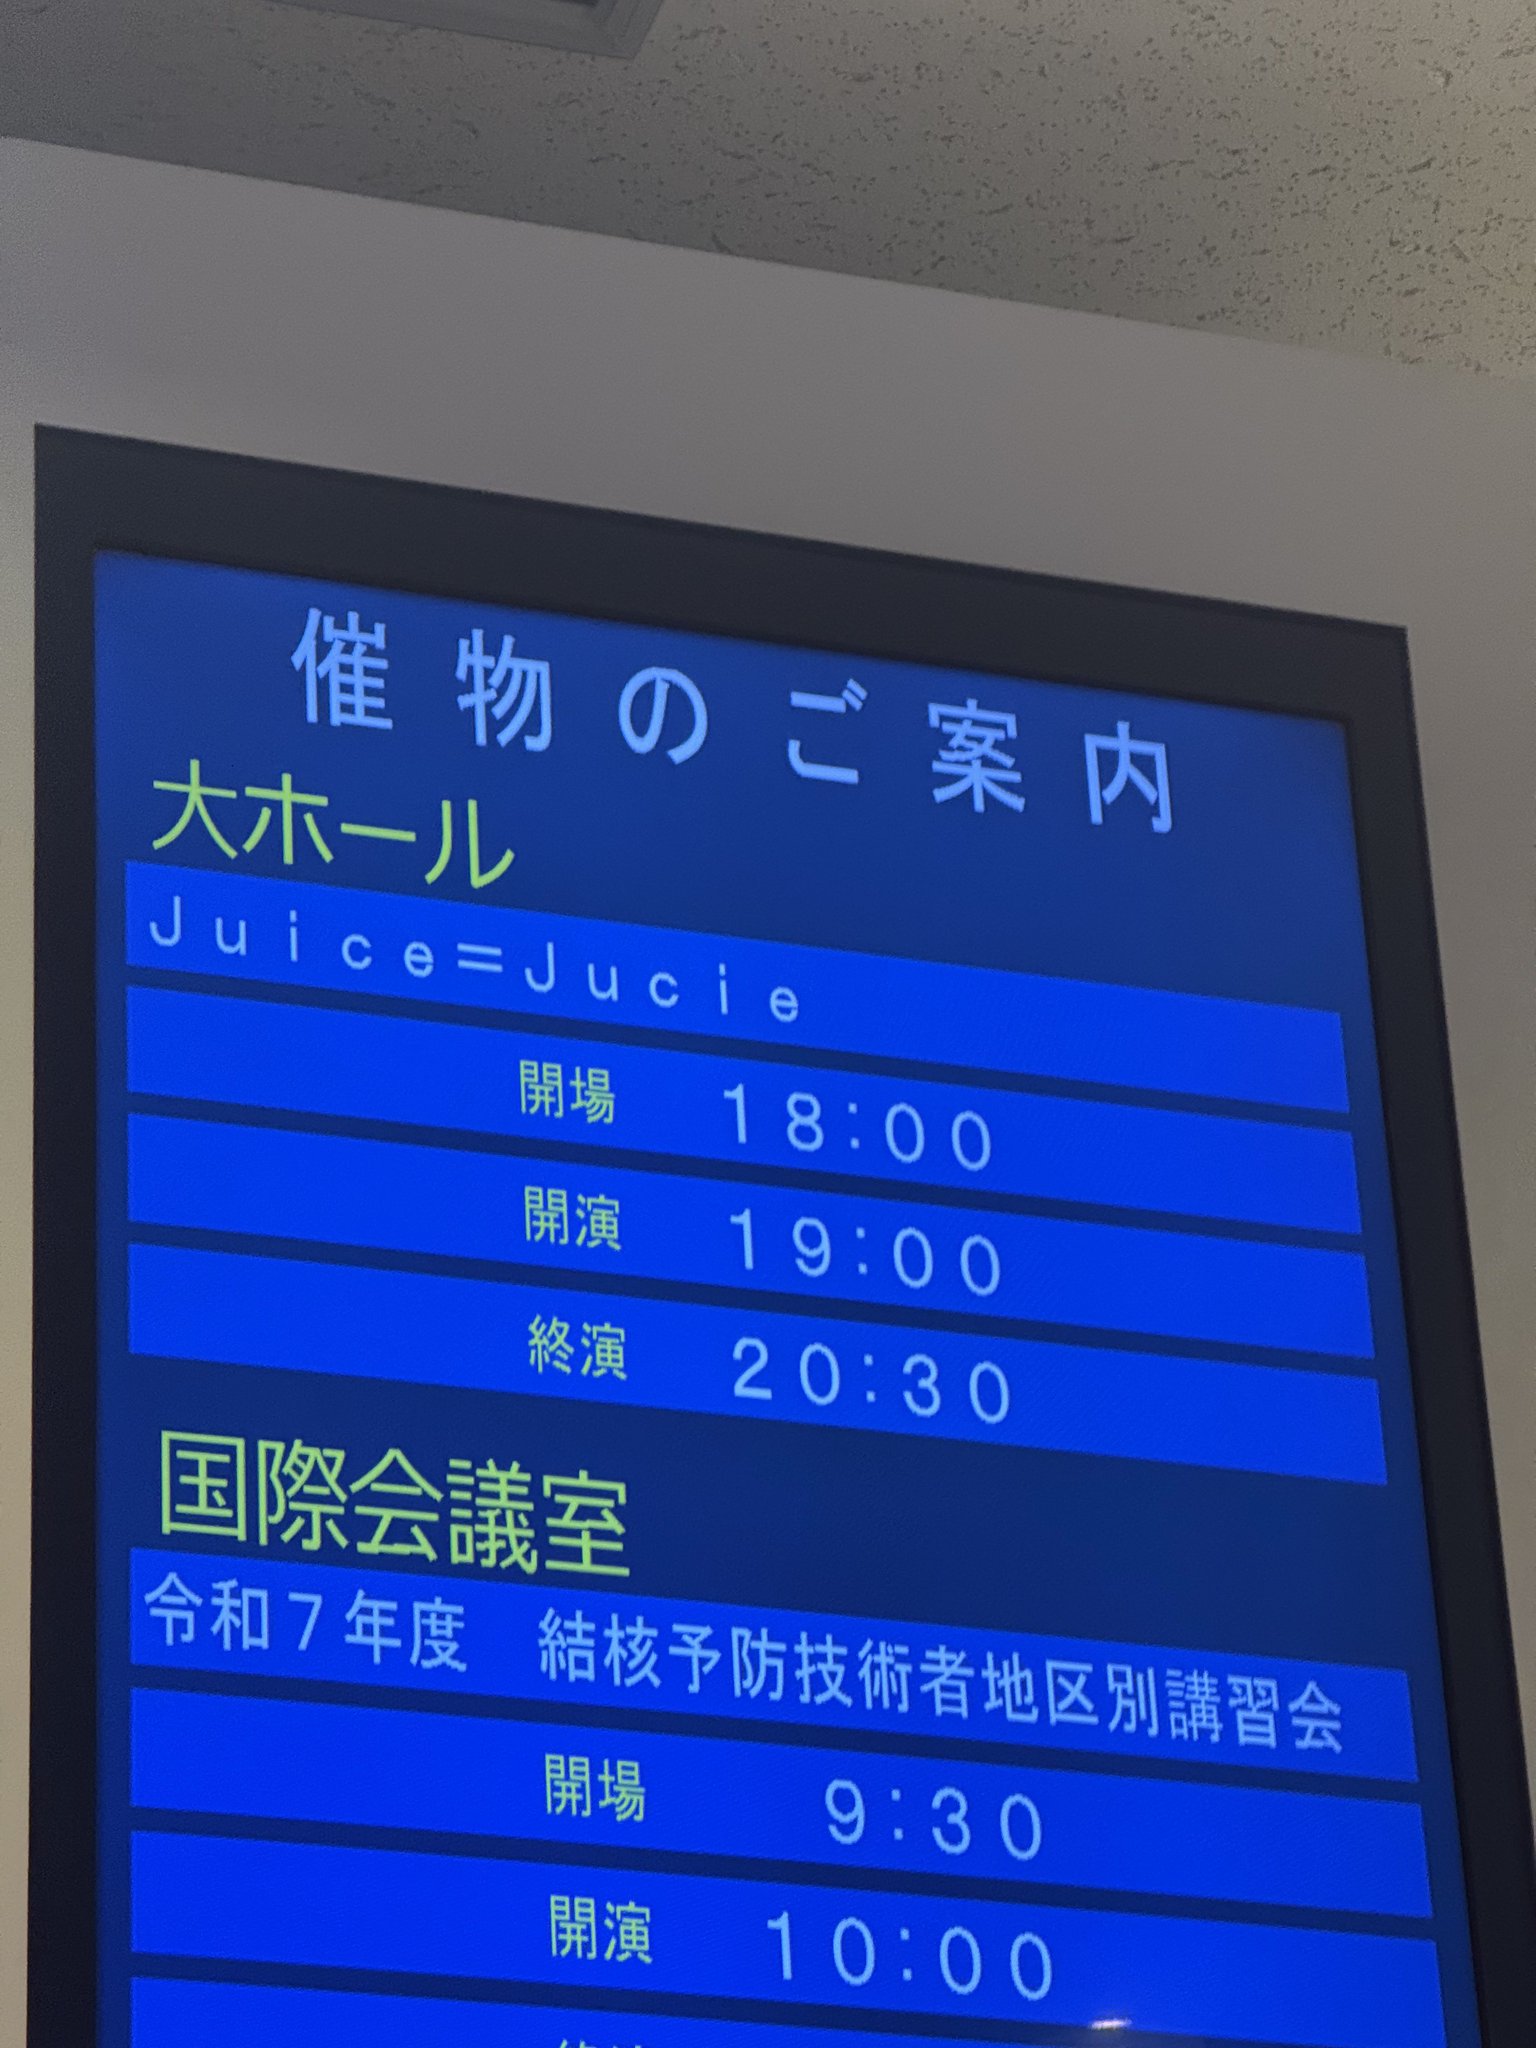 催物のご案内
大ホール
Ｊｕｉｃｅ＝Ｊｕｃｉｅ
開場　１８：００
開演　１９：００
終演　２０：３０
国際会議室
令和７年度　結核予防技術者地区別講習会
開場　９：３０
開演　１０：００